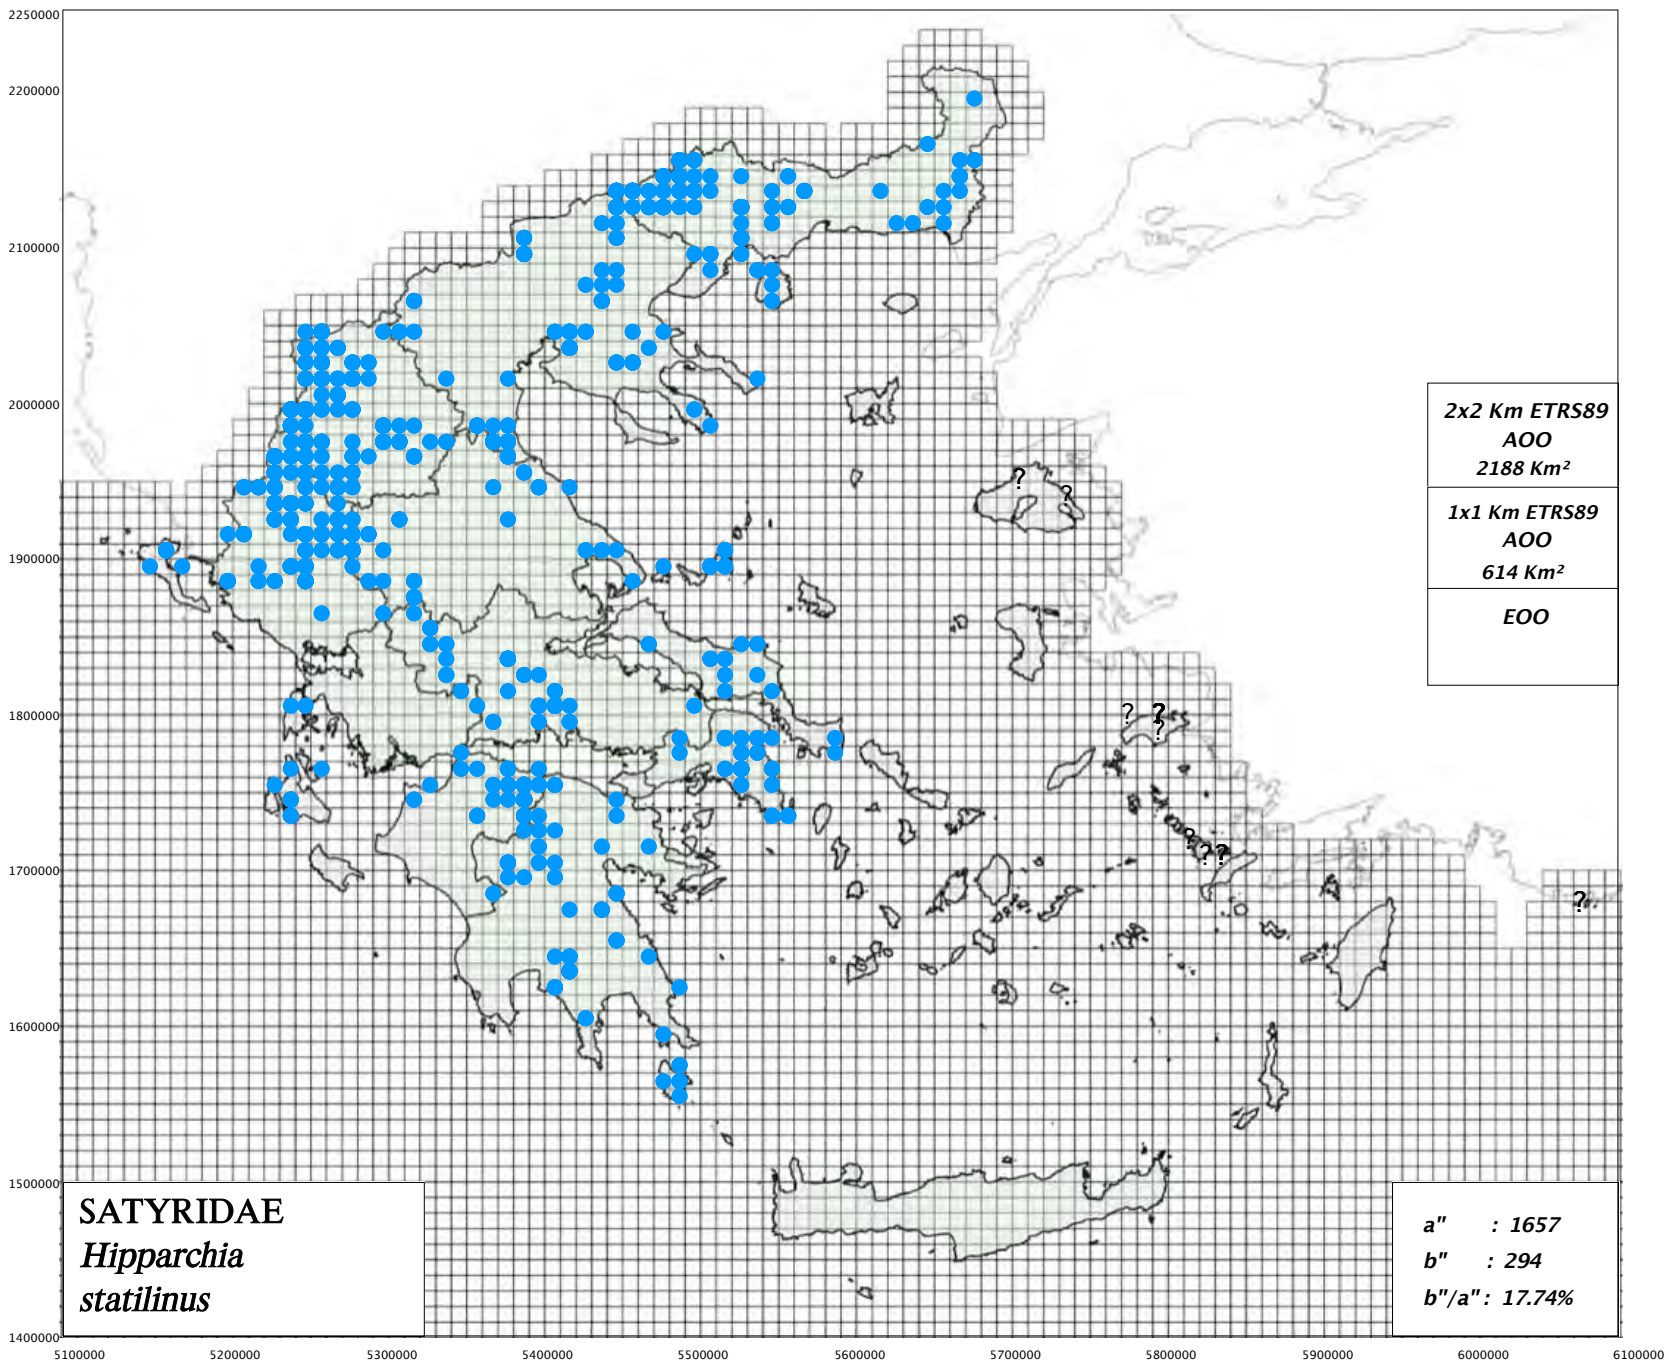 2250000
2200000
2100000
2000000
1900000
1800000
1700000
1600000
1500000
1400000
5100000 5200000 5300000 5400000 5500000 5600000 5700000 5800000 5900000 6000000 6100000
2x2 Km ETRS89
AOO
2188 Km²
1x1 Km ETRS89
AOO
614 Km²
EOO
? ?
? ? ?
? ? ?
?
SATYRIDAE
Hipparchia
statilinus
a" : 1657
b" : 294
b"/a" : 17.74%